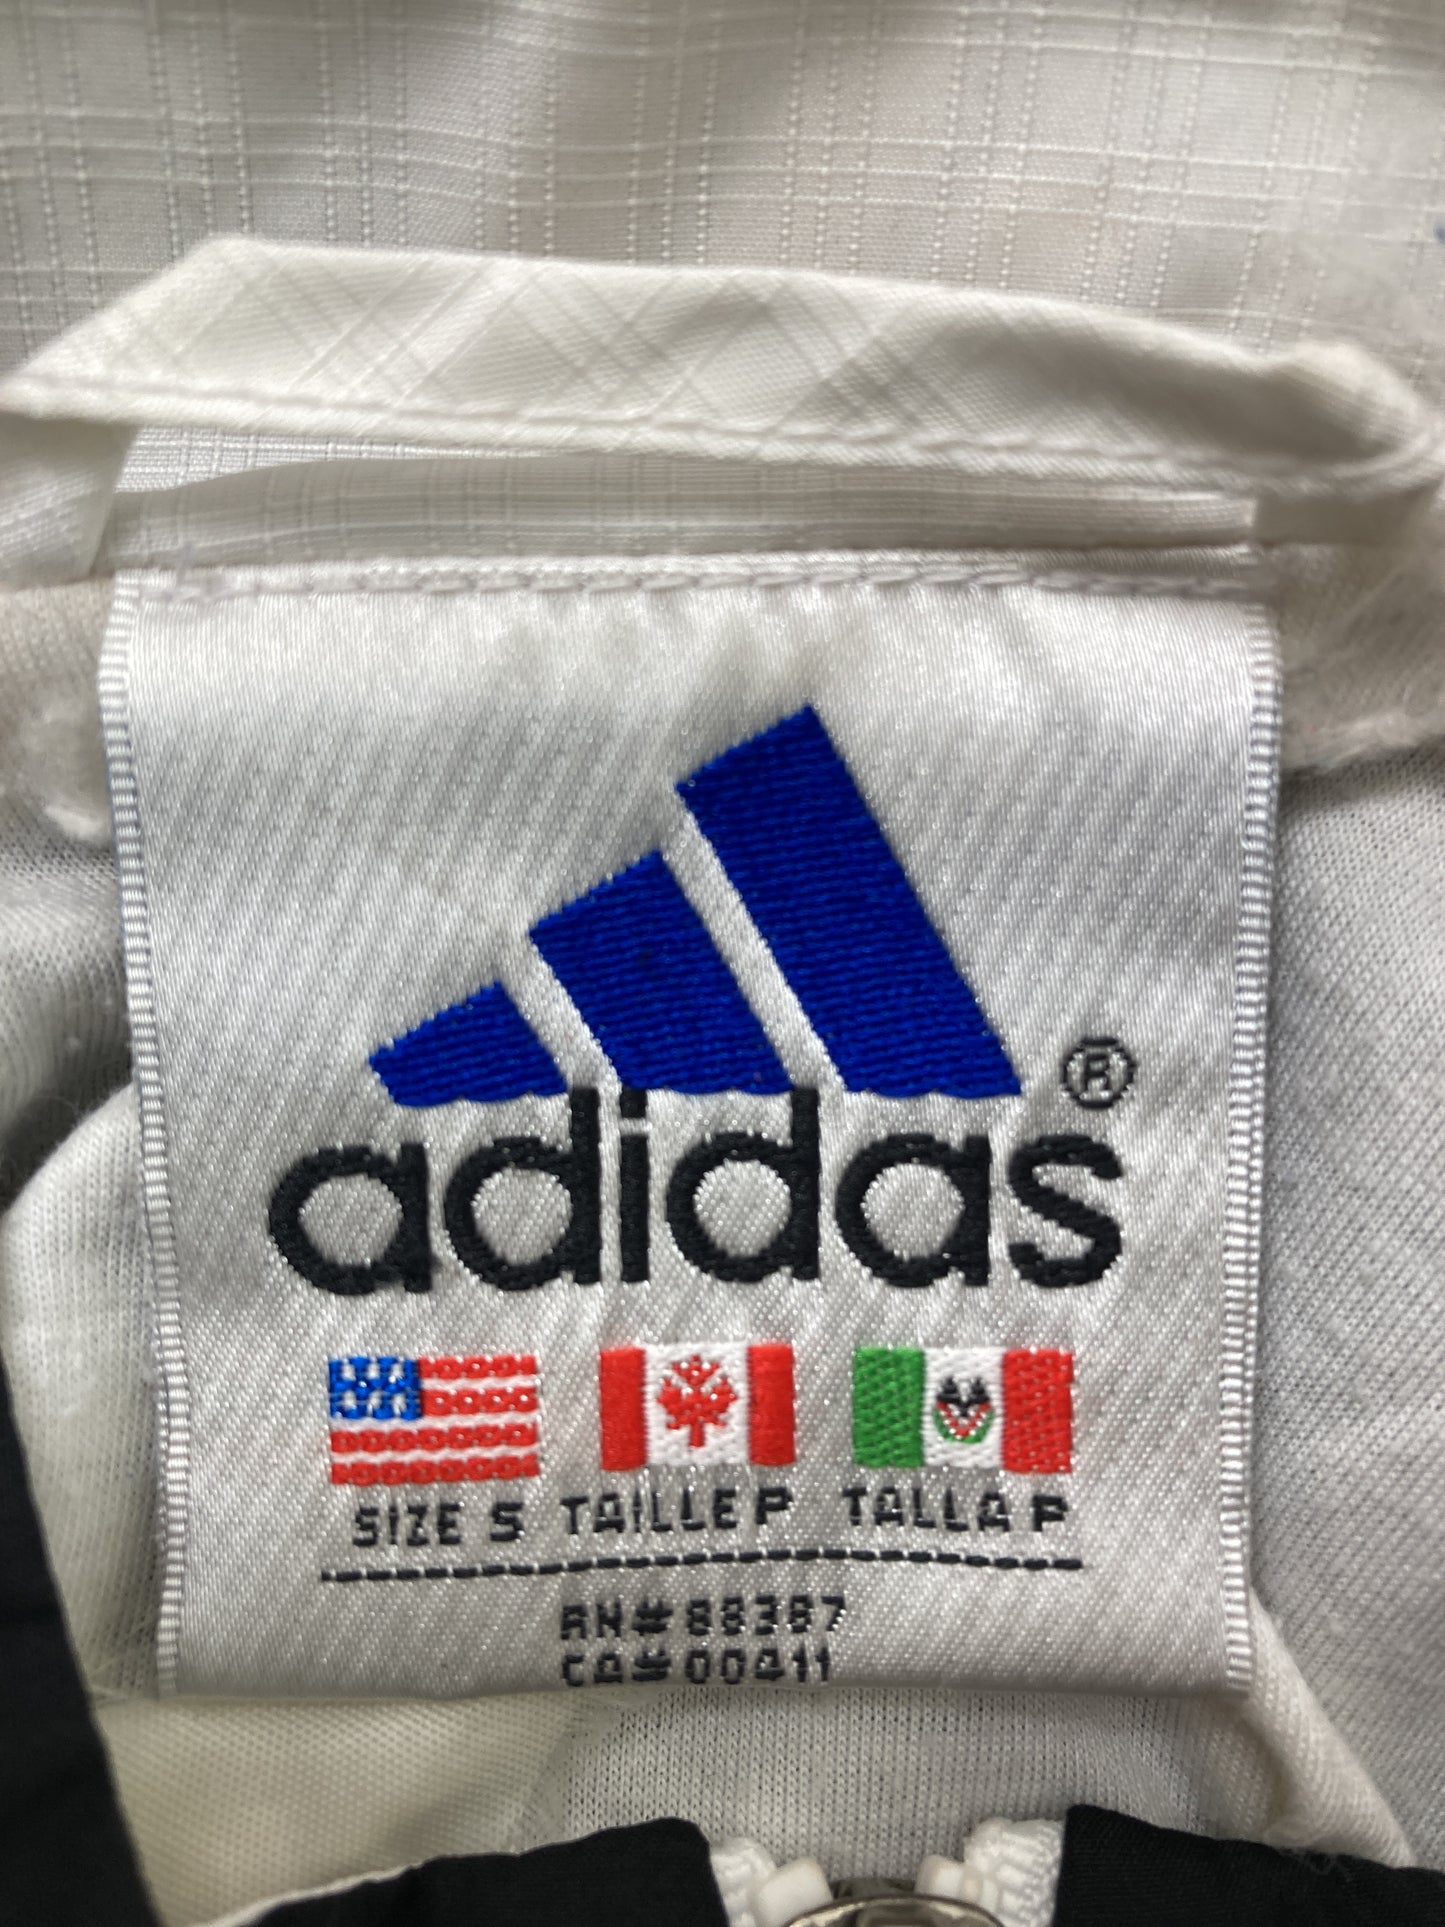 adidas®
SIZE S TAILLE P TALLA P
RN# 88387
CA# 00411